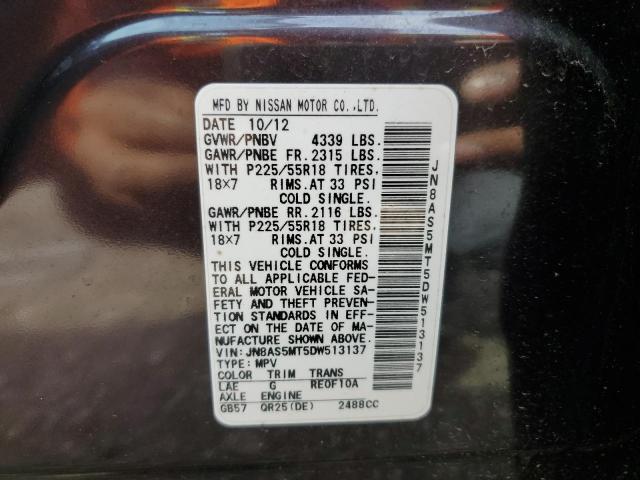 MFD BY NISSAN MOTOR CO.,LTD.
DATE 10/12
GVWR/PNBV 4339 LBS.
GAWR/PNBE FR. 2315 LBS.
WITH P225/55R18 TIRES.
18×7 RIMS.AT 33 PSI
COLD SINGLE.
GAWR/PNBE RR. 2116 LBS.
WITH P225/55R18 TIRES.
18×7 RIMS.AT 33 PSI
COLD SINGLE.
THIS VEHICLE CONFORMS
TO ALL APPLICABLE FED-
ERAL MOTOR VEHICLE SA-
FETY AND THEFT PREVEN-
TION STANDARDS IN EFF-
ECT ON THE DATE OF MA-
NUFACTURE SHOWN ABOVE.
VIN: JN8AS5MT5DW513137
TYPE: MPV
COLOR TRIM TRANS
LAE G RE0F10A
AXLE ENGINE
GB57 QR25(DE) 2488CC
JN8AS5MT5DW513137